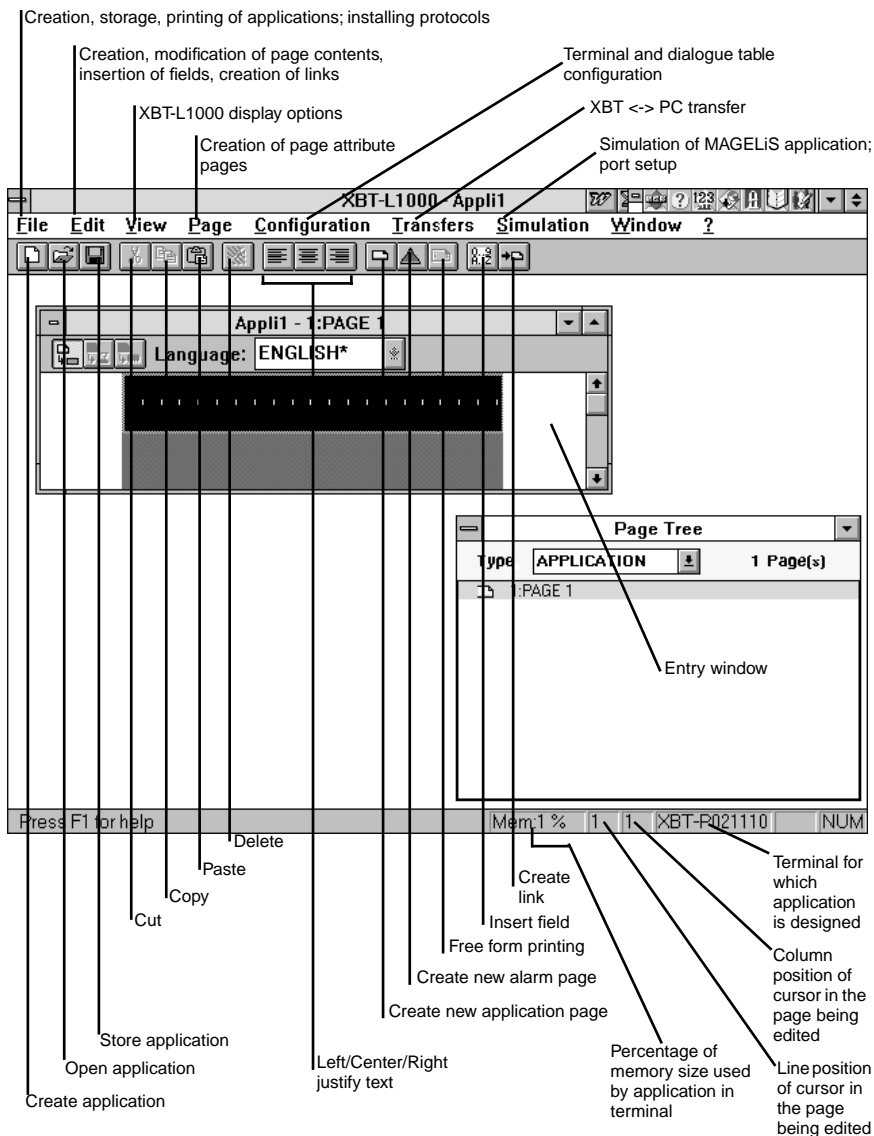 Creation, storage, printing of applications; installing protocols
Creation, modification of page contents,
insertion of fields, creation of links
Terminal and dialogue table
configuration
XBT-L1000 display options
XBT <-> PC transfer
Creation of page attribute
pages
Simulation of MAGELiS application;
port setup
XBT-L1000 - Appli1
123
File Edit View Page Configuration Transfers Simulation Window ?
Appli1 - 1:PAGE 1
Language: ENGLISH*
Page Tree
Type APPLICATION 1 Page(s)
1:PAGE 1
Entry window
Press F1 for help Mem:1 % 1 1 XBT-P021110 NUM
Delete
Paste
Copy
Cut
Create
link
Insert field
Free form printing
Create new alarm page
Create new application page
Terminal for
which
application
is designed
Column
position of
cursor in the
page being
edited
Store application
Open application
Create application
Left/Center/Right
justify text
Percentage of
memory size used
by application in
terminal
Line position
of cursor in
the page
being edited